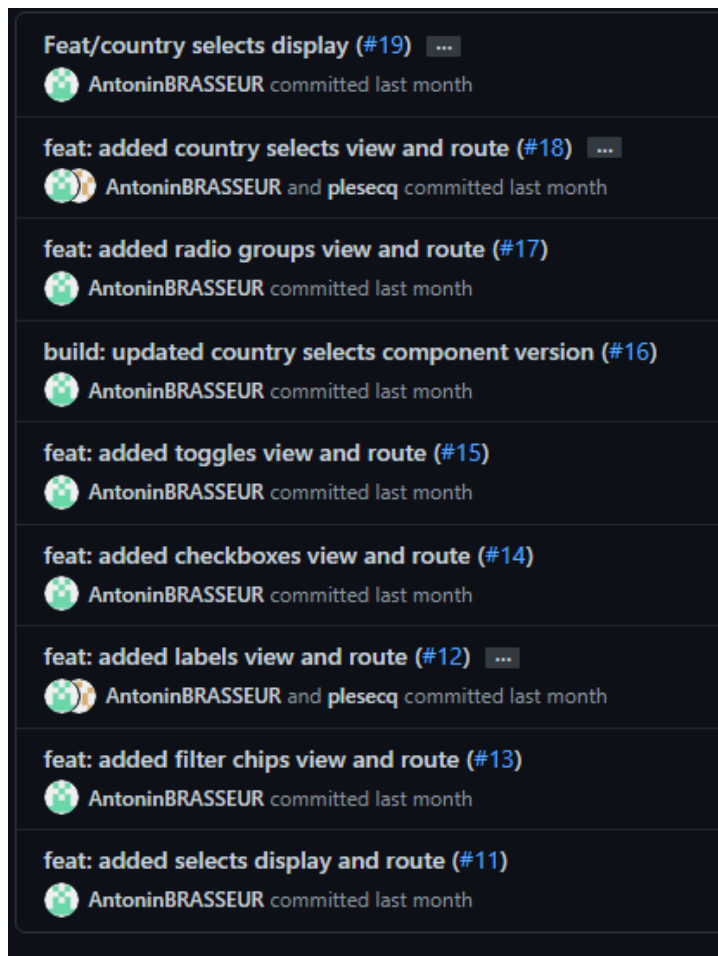 Feat/country selects display (#19) ...
AntoninBRASSEUR committed last month
feat: added country selects view and route (#18) ...
AntoninBRASSEUR and plesecq committed last month
feat: added radio groups view and route (#17)
AntoninBRASSEUR committed last month
build: updated country selects component version (#16)
AntoninBRASSEUR committed last month
feat: added toggles view and route (#15)
AntoninBRASSEUR committed last month
feat: added checkboxes view and route (#14)
AntoninBRASSEUR committed last month
feat: added labels view and route (#12) ...
AntoninBRASSEUR and plesecq committed last month
feat: added filter chips view and route (#13)
AntoninBRASSEUR committed last month
feat: added selects display and route (#11)
AntoninBRASSEUR committed last month